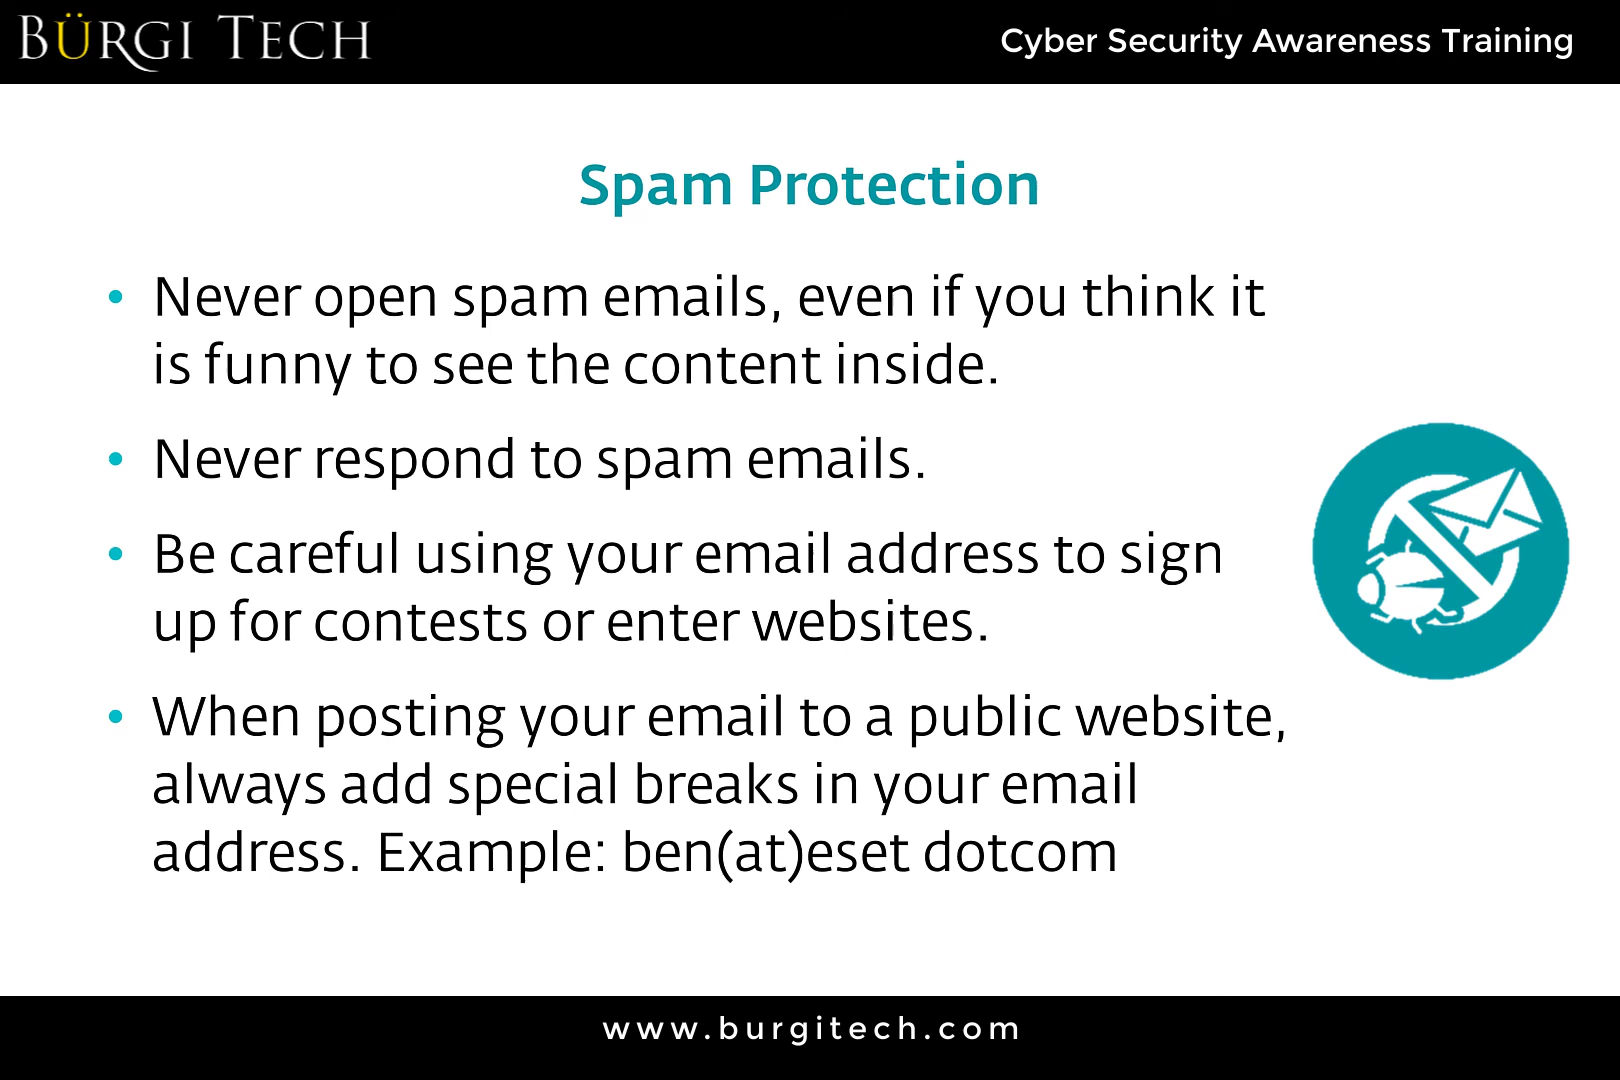 BÜRGI TECH
Cyber Security Awareness Training
Spam Protection
• Never open spam emails, even if you think it
is funny to see the content inside.
• Never respond to spam emails.
• Be careful using your email address to sign
up for contests or enter websites.
• When posting your email to a public website,
always add special breaks in your email
address. Example: ben(at)eset dotcom
www.burgitech.com